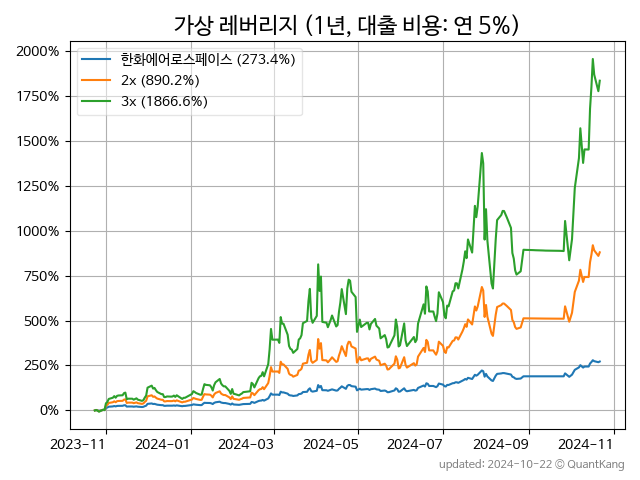 가상 레버리지 (1년, 대출 비용: 연 5%)
2000%
1750%
1500%
1250%
1000%
750%
500%
250%
0%
한화에어로스페이스 (273.4%)
2x (890.2%)
3x (1866.6%)
2023-11 2024-01 2024-03 2024-05 2024-07 2024-09 2024-11
updated: 2024-10-22 © QuantKang